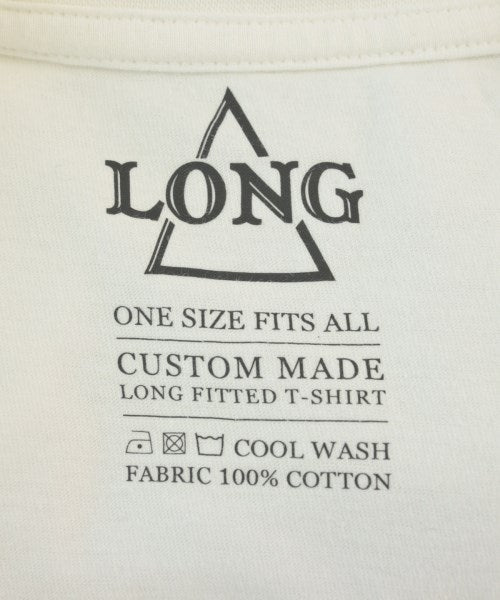 LONG
ONE SIZE FITS ALL
CUSTOM MADE
LONG FITTED T-SHIRT
COOL WASH
FABRIC 100% COTTON